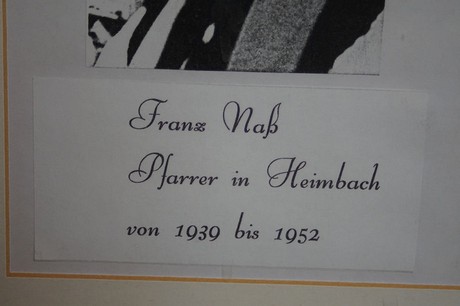 Franz Naß
Pfarrer in Heimbach
von 1939 bis 1952